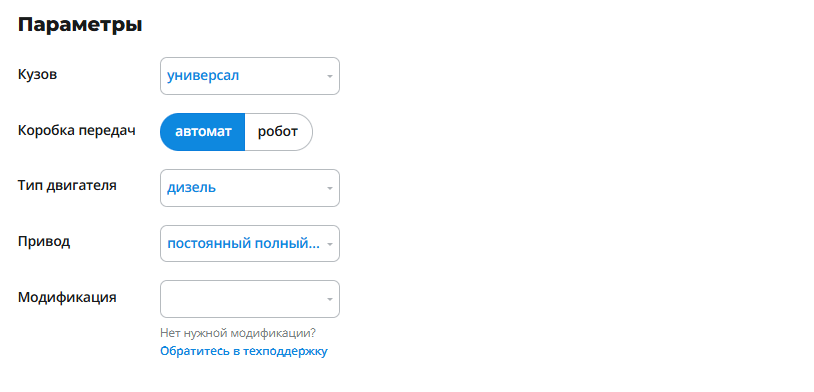 Параметры
Кузов универсал
Коробка передач автомат робот
Тип двигателя дизель
Привод постоянный полный...
Модификация
Нет нужной модификации?
Обратитесь в техподдержку